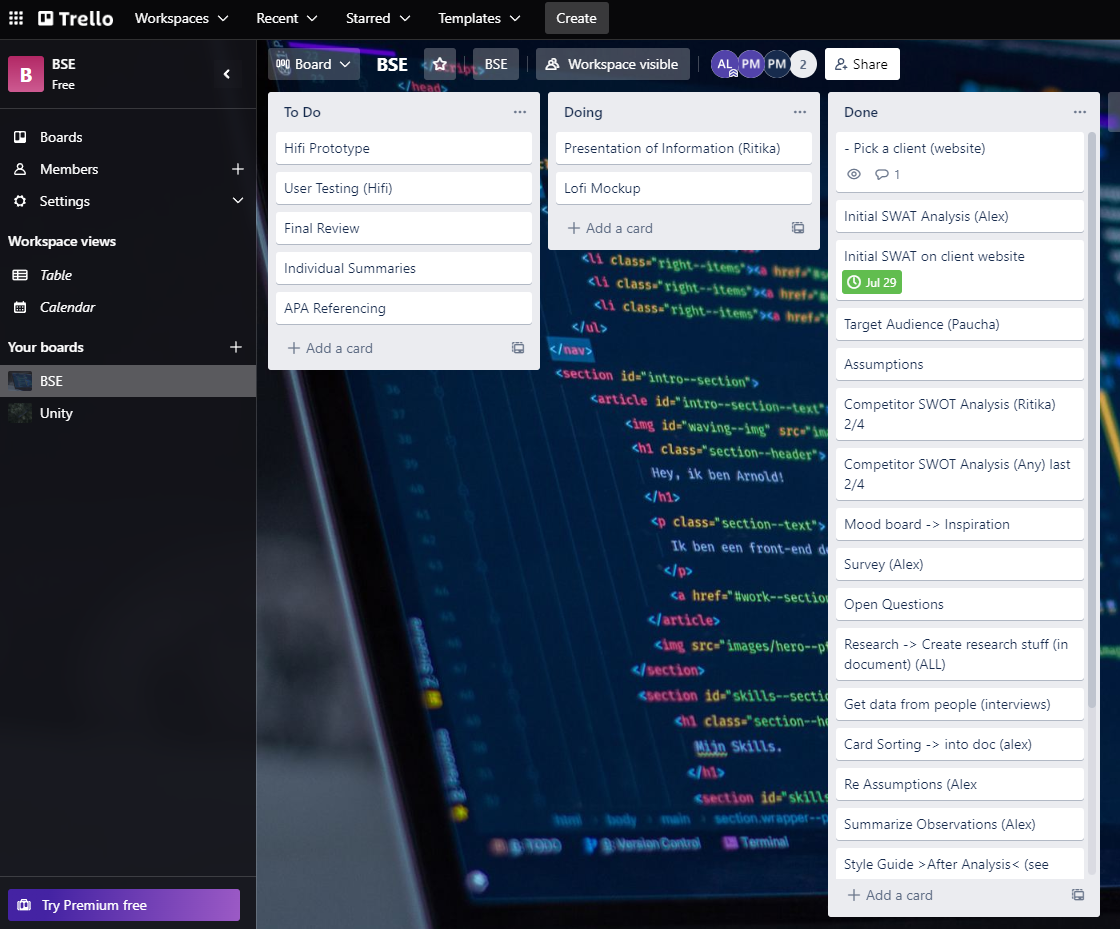 Trello
Workspaces
Recent
Starred
Templates
Create
B
BSE
Free
Boards
Members
Settings
Workspace views
Table
Calendar
Your boards
BSE
Unity
Try Premium free
Board
BSE
BSE
Workspace visible
AL
PM
PM
2
Share
To Do
Hifi Prototype
User Testing (Hifi)
Final Review
Individual Summaries
APA Referencing
Add a card
Doing
Presentation of Information (Ritika)
Lofi Mockup
Add a card
Done
- Pick a client (website)
1
Initial SWAT Analysis (Alex)
Initial SWAT on client website
Jul 29
Target Audience (Paucha)
Assumptions
Competitor SWOT Analysis (Ritika)
2/4
Competitor SWOT Analysis (Any) last
2/4
Mood board -> Inspiration
Survey (Alex)
Open Questions
Research -> Create research stuff (in
document) (ALL)
Get data from people (interviews)
Card Sorting -> into doc (alex)
Re Assumptions (Alex
Summarize Observations (Alex)
Style Guide >After Analysis< (see
Add a card
</head>
<li class="right--items"><a href="#
<li class="right--items"><a href=
<li class="right--items"><a href=
</ul>
</nav>
<section id="intro--section">
<article id="intro--section--text"
<img id="waving--img" src="im
<h1 class="section--header">
Hey, ik ben Arnold!
</h1>
<p class="section--text">
Ik ben een front-end de
</p>
<a href="#work--section
</article>
<img src="images/hero--p
</section>
<section id="skills--secti
<h1 class="section--he
Mijn Skills.
</h1>
<section id="skills
html › body › main › section.wrapper--p
TODO
Version Control
Terminal